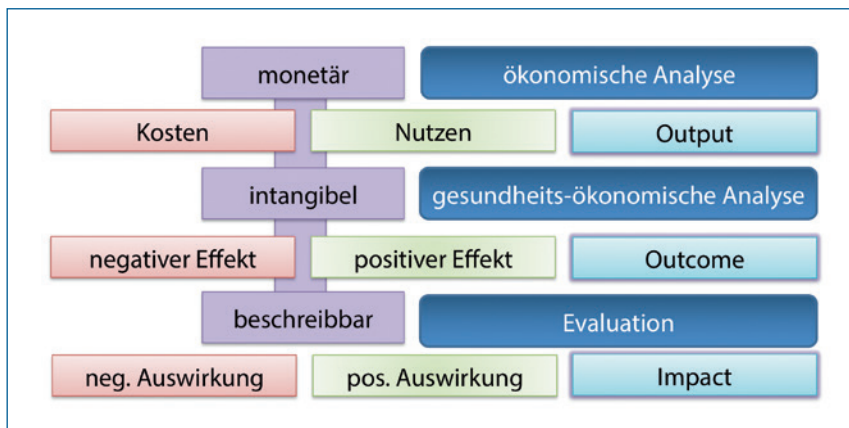 monetär ökonomische Analyse
Kosten Nutzen Output
intangibel gesundheits-ökonomische Analyse
negativer Effekt positiver Effekt Outcome
beschreibbar Evaluation
neg. Auswirkung pos. Auswirkung Impact